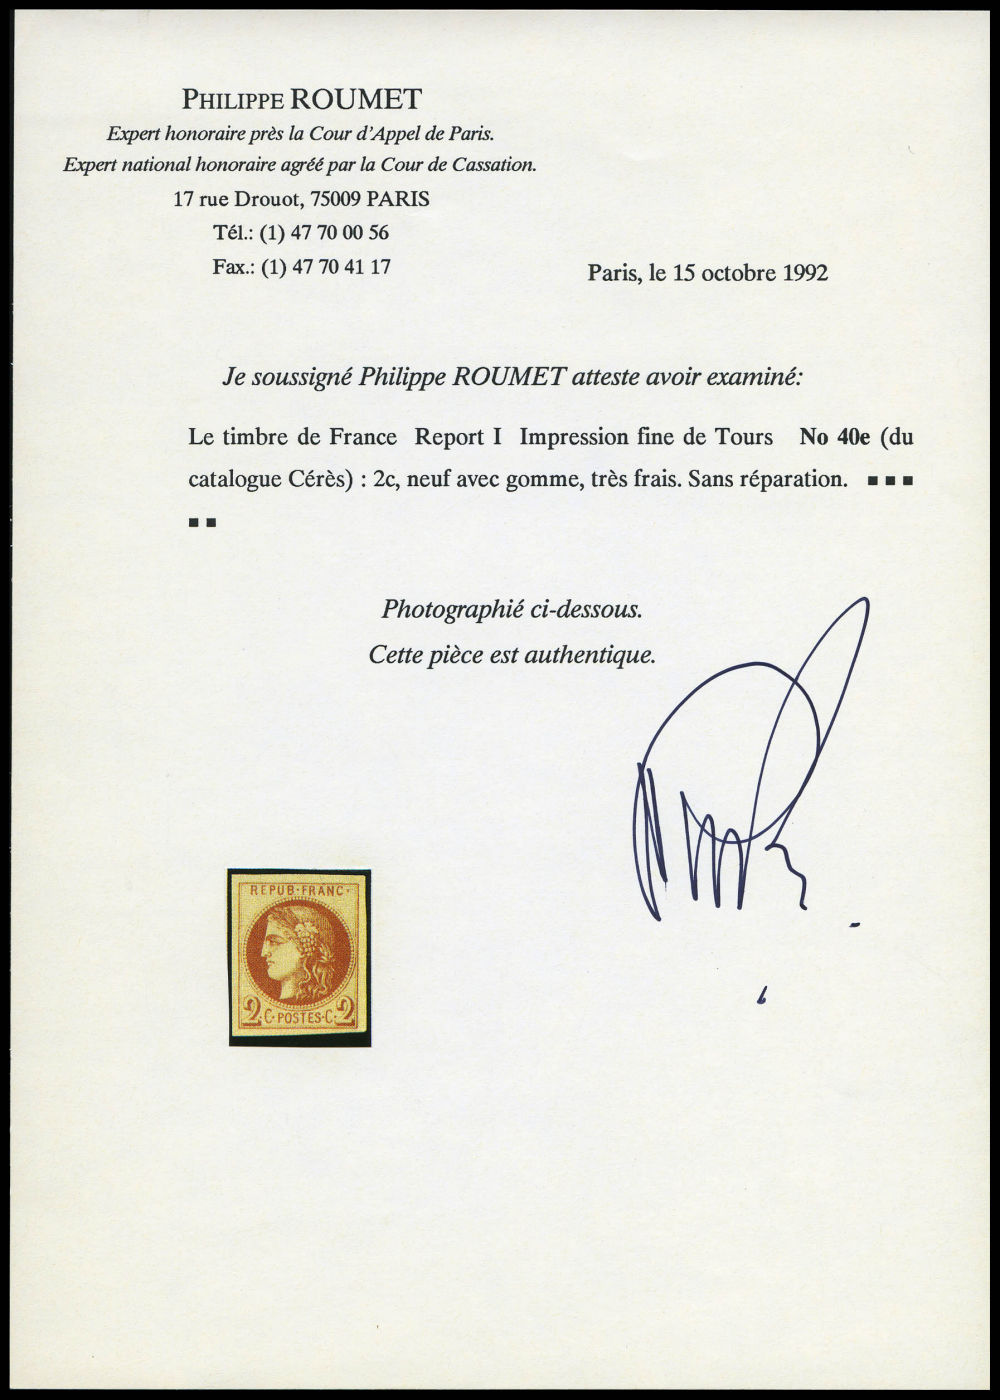 PHILIPPE ROUMET
Expert honoraire près la Cour d'Appel de Paris.
Expert national honoraire agréé par la Cour de Cassation.
17 rue Drouot, 75009 PARIS
Tél.: (1) 47 70 00 56
Fax.: (1) 47 70 41 17
Paris, le 15 octobre 1992
Je soussigné Philippe ROUMET atteste avoir examiné:
Le timbre de France Report I Impression fine de Tours No 40e (du
catalogue Cérès) : 2c, neuf avec gomme, très frais. Sans réparation. ■ ■ ■
■ ■
Photographié ci-dessous.
Cette pièce est authentique.
REPUB·FRANC·
2·C·POSTES·C·2